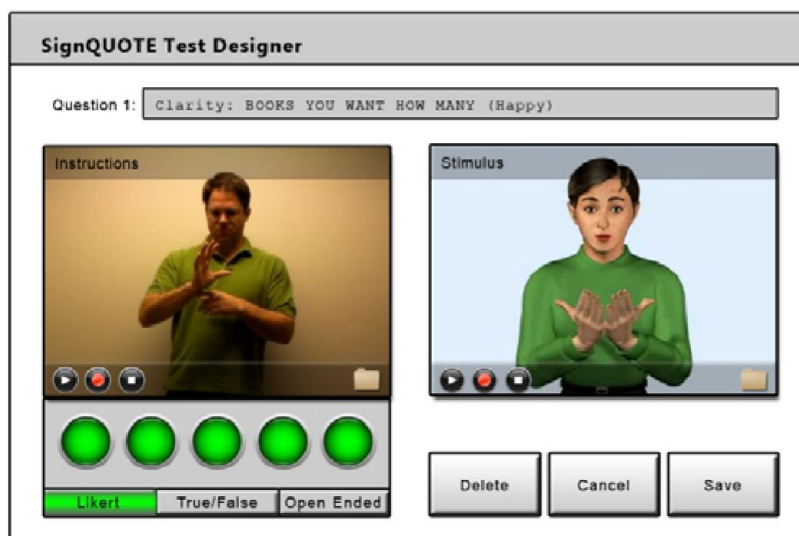 SignQUOTE Test Designer
Question 1: Clarity: BOOKS YOU WANT HOW MANY (Happy)
Instructions
Stimulus
Likert True/False Open Ended
Delete Cancel Save